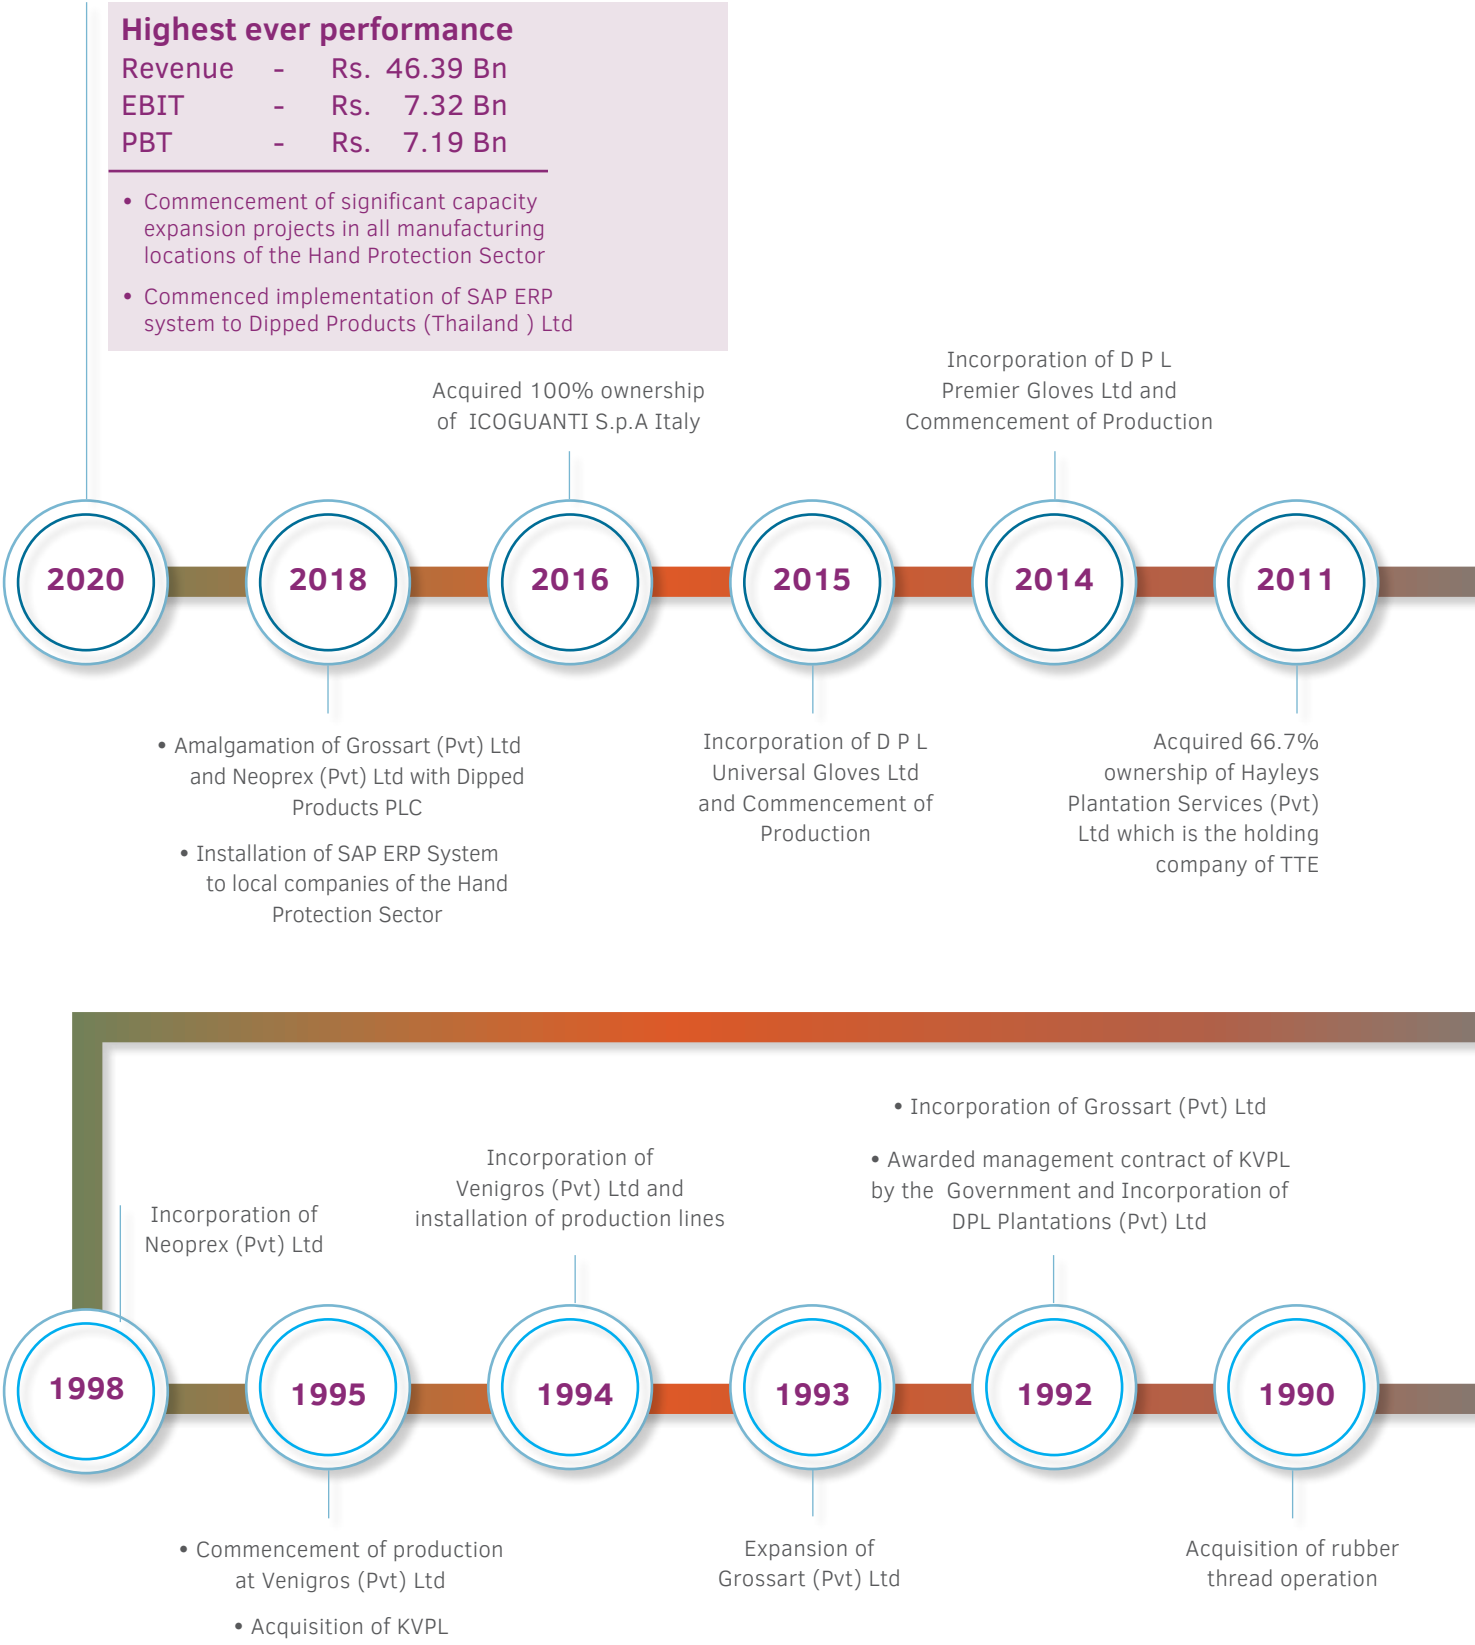 Highest ever performance
Revenue - Rs. 46.39 Bn
EBIT - Rs. 7.32 Bn
PBT - Rs. 7.19 Bn
• Commencement of significant capacity
expansion projects in all manufacturing
locations of the Hand Protection Sector
• Commenced implementation of SAP ERP
system to Dipped Products (Thailand ) Ltd
Acquired 100% ownership
of ICOGUANTI S.p.A Italy
Incorporation of D P L
Premier Gloves Ltd and
Commencement of Production
2020
2018
2016
2015
2014
2011
• Amalgamation of Grossart (Pvt) Ltd
and Neoprex (Pvt) Ltd with Dipped
Products PLC
• Installation of SAP ERP System
to local companies of the Hand
Protection Sector
Incorporation of D P L
Universal Gloves Ltd
and Commencement of
Production
Acquired 66.7%
ownership of Hayleys
Plantation Services (Pvt)
Ltd which is the holding
company of TTE
Incorporation of
Neoprex (Pvt) Ltd
Incorporation of
Venigros (Pvt) Ltd and
installation of production lines
• Incorporation of Grossart (Pvt) Ltd
• Awarded management contract of KVPL
by the Government and Incorporation of
DPL Plantations (Pvt) Ltd
1998
1995
1994
1993
1992
1990
• Commencement of production
at Venigros (Pvt) Ltd
• Acquisition of KVPL
Expansion of
Grossart (Pvt) Ltd
Acquisition of rubber
thread operation